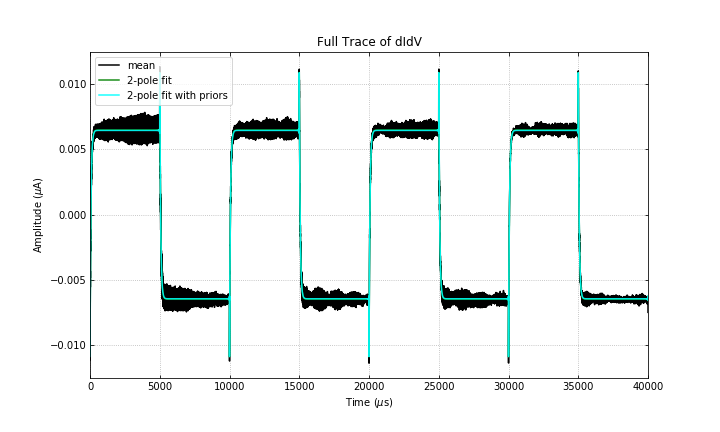 Full Trace of dIdV
mean
2-pole fit
2-pole fit with priors
Amplitude (μA)
0.010
0.005
0.000
−0.005
−0.010
0 5000 10000 15000 20000 25000 30000 35000 40000
Time (μs)